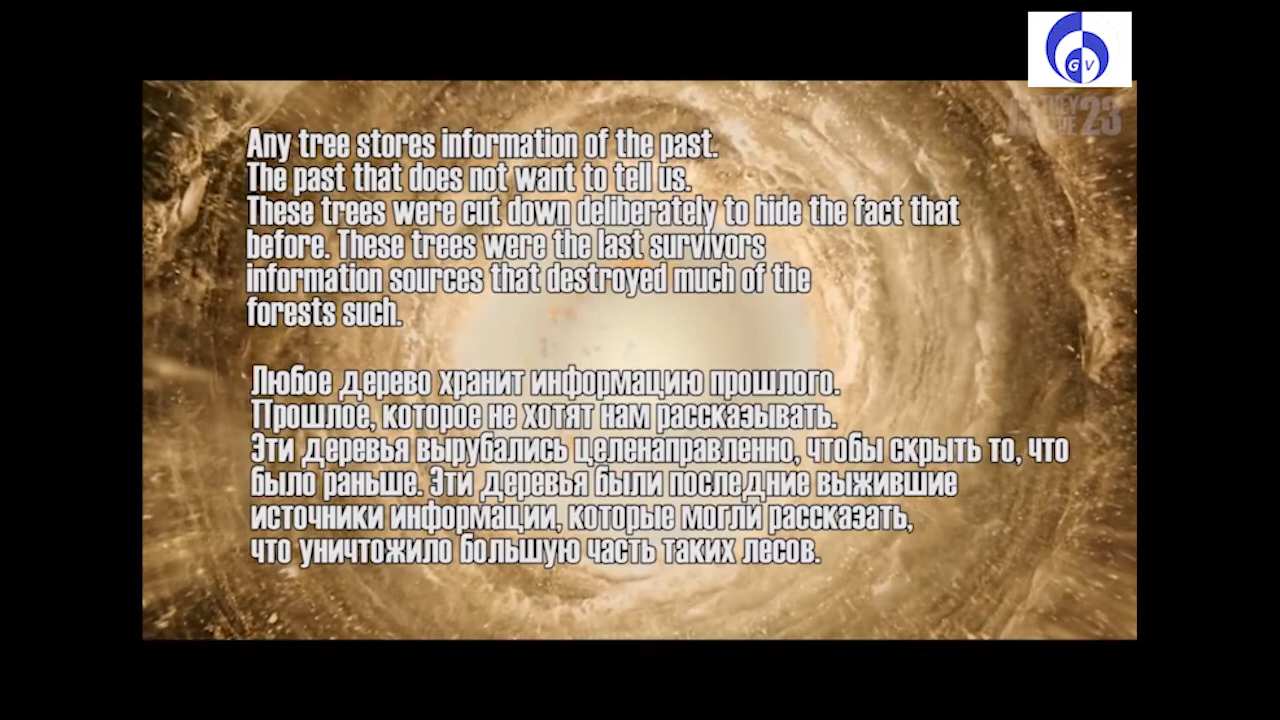 GV
THEY
LIVE 23
Any tree stores information of the past.
The past that does not want to tell us.
These trees were cut down deliberately to hide the fact that
before. These trees were the last survivors
information sources that destroyed much of the
forests such.
Любое дерево хранит информацию прошлого.
Прошлое, которое не хотят нам рассказывать.
Эти деревья вырубались целенаправленно, чтобы скрыть то, что
было раньше. Эти деревья были последние выжившие
источники информации, которые могли рассказать,
что уничтожило большую часть таких лесов.